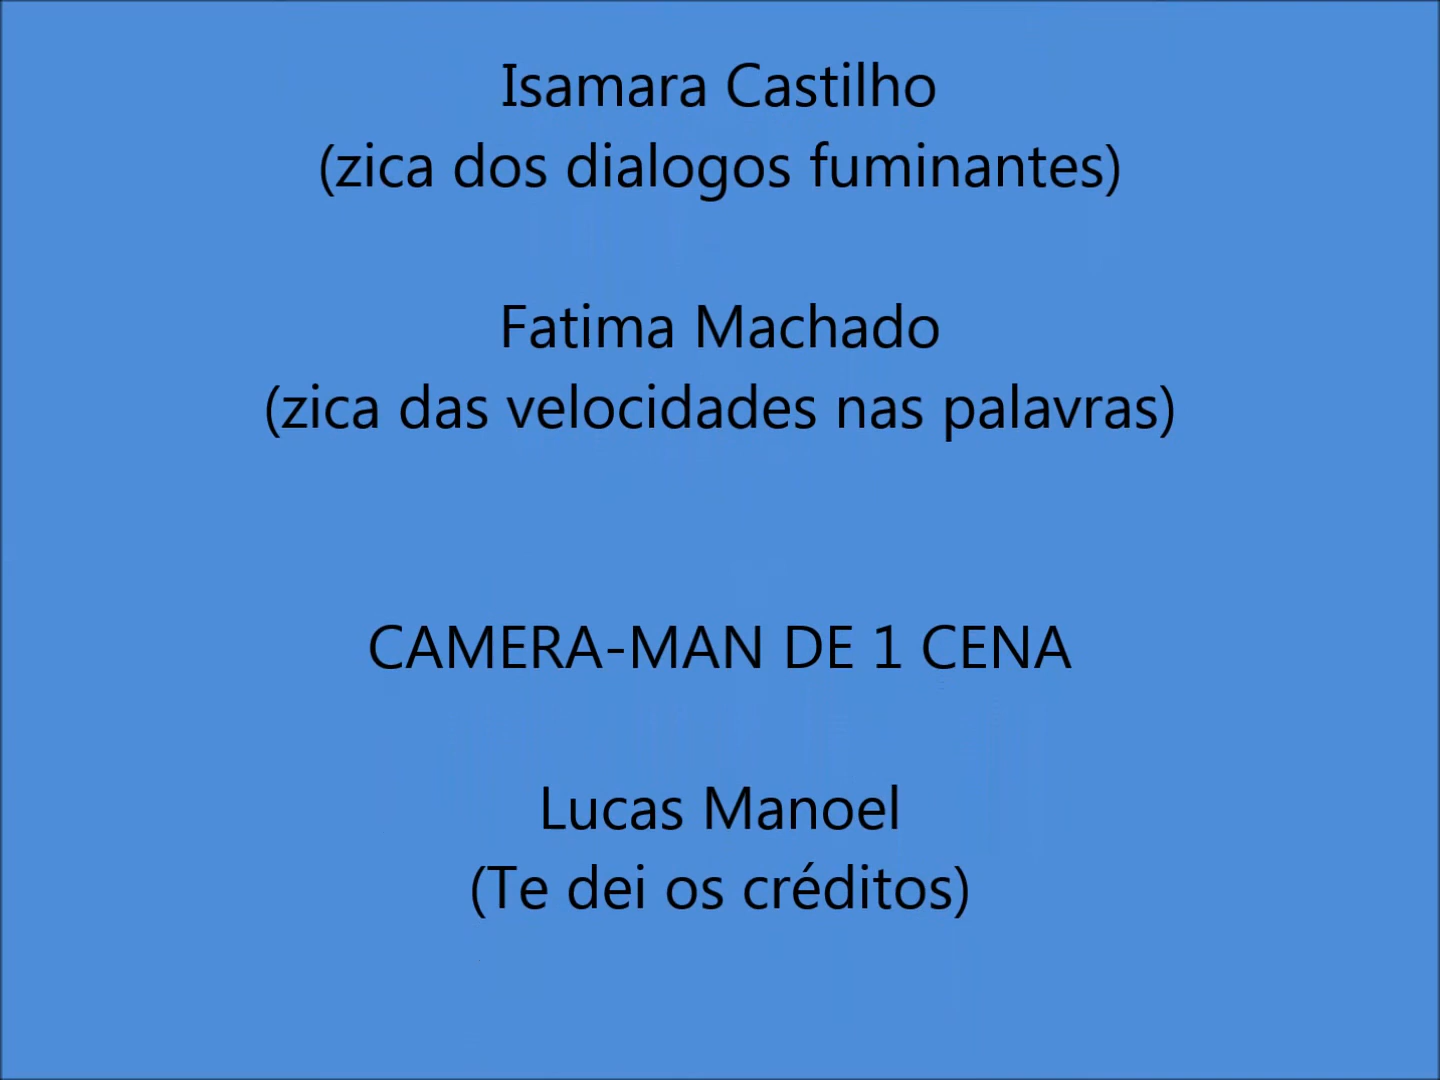 Isamara Castilho
(zica dos dialogos fuminantes)
Fatima Machado
(zica das velocidades nas palavras)
CAMERA-MAN DE 1 CENA
Lucas Manoel
(Te dei os créditos)